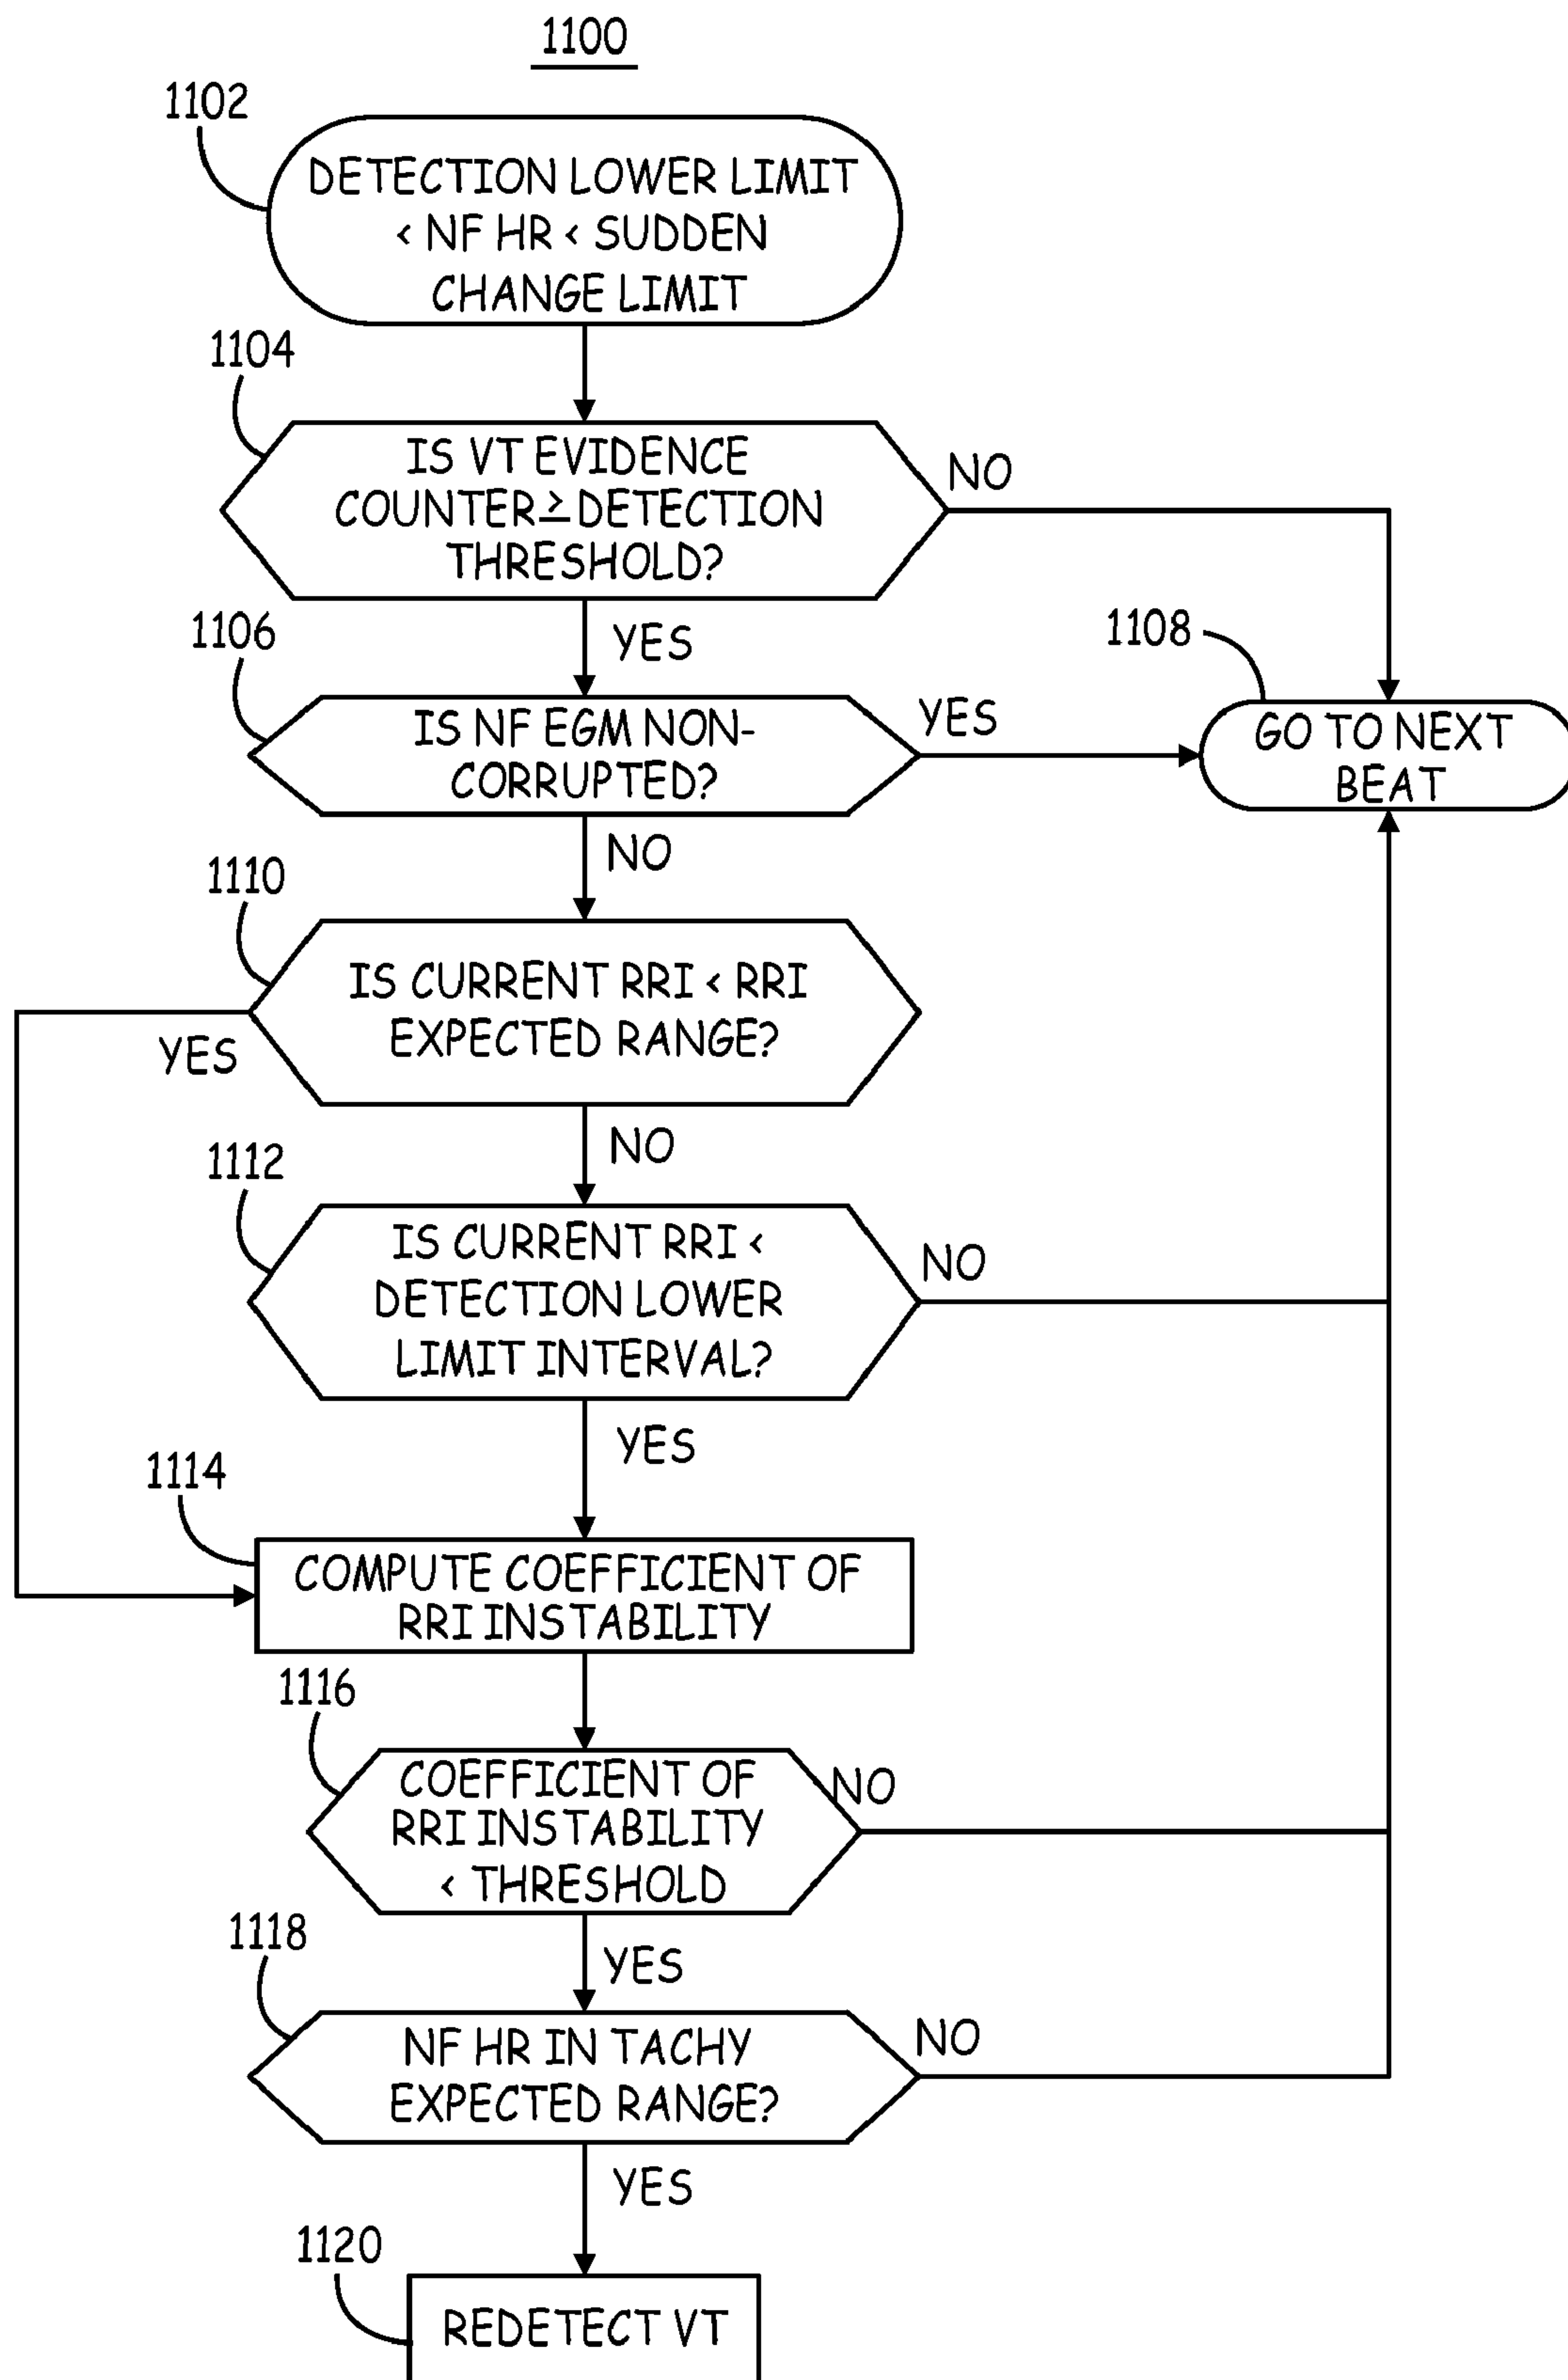 1100
1102
DETECTION LOWER LIMIT
< NF HR < SUDDEN
CHANGE LIMIT
1104
IS VT EVIDENCE
COUNTER ≥ DETECTION
THRESHOLD?
NO
YES
1106
IS NF EGM NON-
CORRUPTED?
YES
1108
GO TO NEXT
BEAT
NO
1110
IS CURRENT RRI < RRI
EXPECTED RANGE?
YES
NO
1112
IS CURRENT RRI <
DETECTION LOWER
LIMIT INTERVAL?
NO
YES
1114
COMPUTE COEFFICIENT OF
RRI INSTABILITY
1116
COEFFICIENT OF
RRI INSTABILITY
< THRESHOLD
NO
YES
1118
NF HR IN TACHY
EXPECTED RANGE?
NO
YES
1120
REDETECT VT